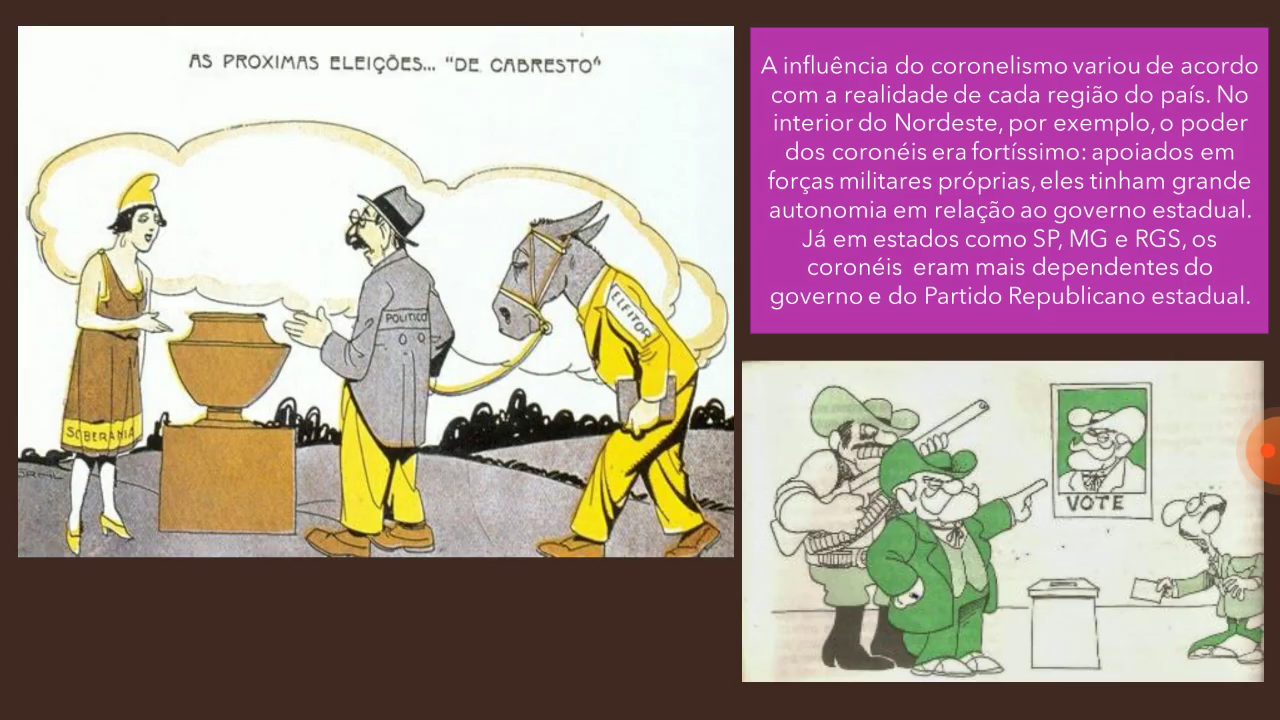 AS PROXIMAS ELEIÇÕES... "DE CABRESTO"
POLITICO
ELEITOR
SOBERANIA
A influência do coronelismo variou de acordo
com a realidade de cada região do país. No
interior do Nordeste, por exemplo, o poder
dos coronéis era fortíssimo: apoiados em
forças militares próprias, eles tinham grande
autonomia em relação ao governo estadual.
Já em estados como SP, MG e RGS, os
coronéis eram mais dependentes do
governo e do Partido Republicano estadual.
VOTE